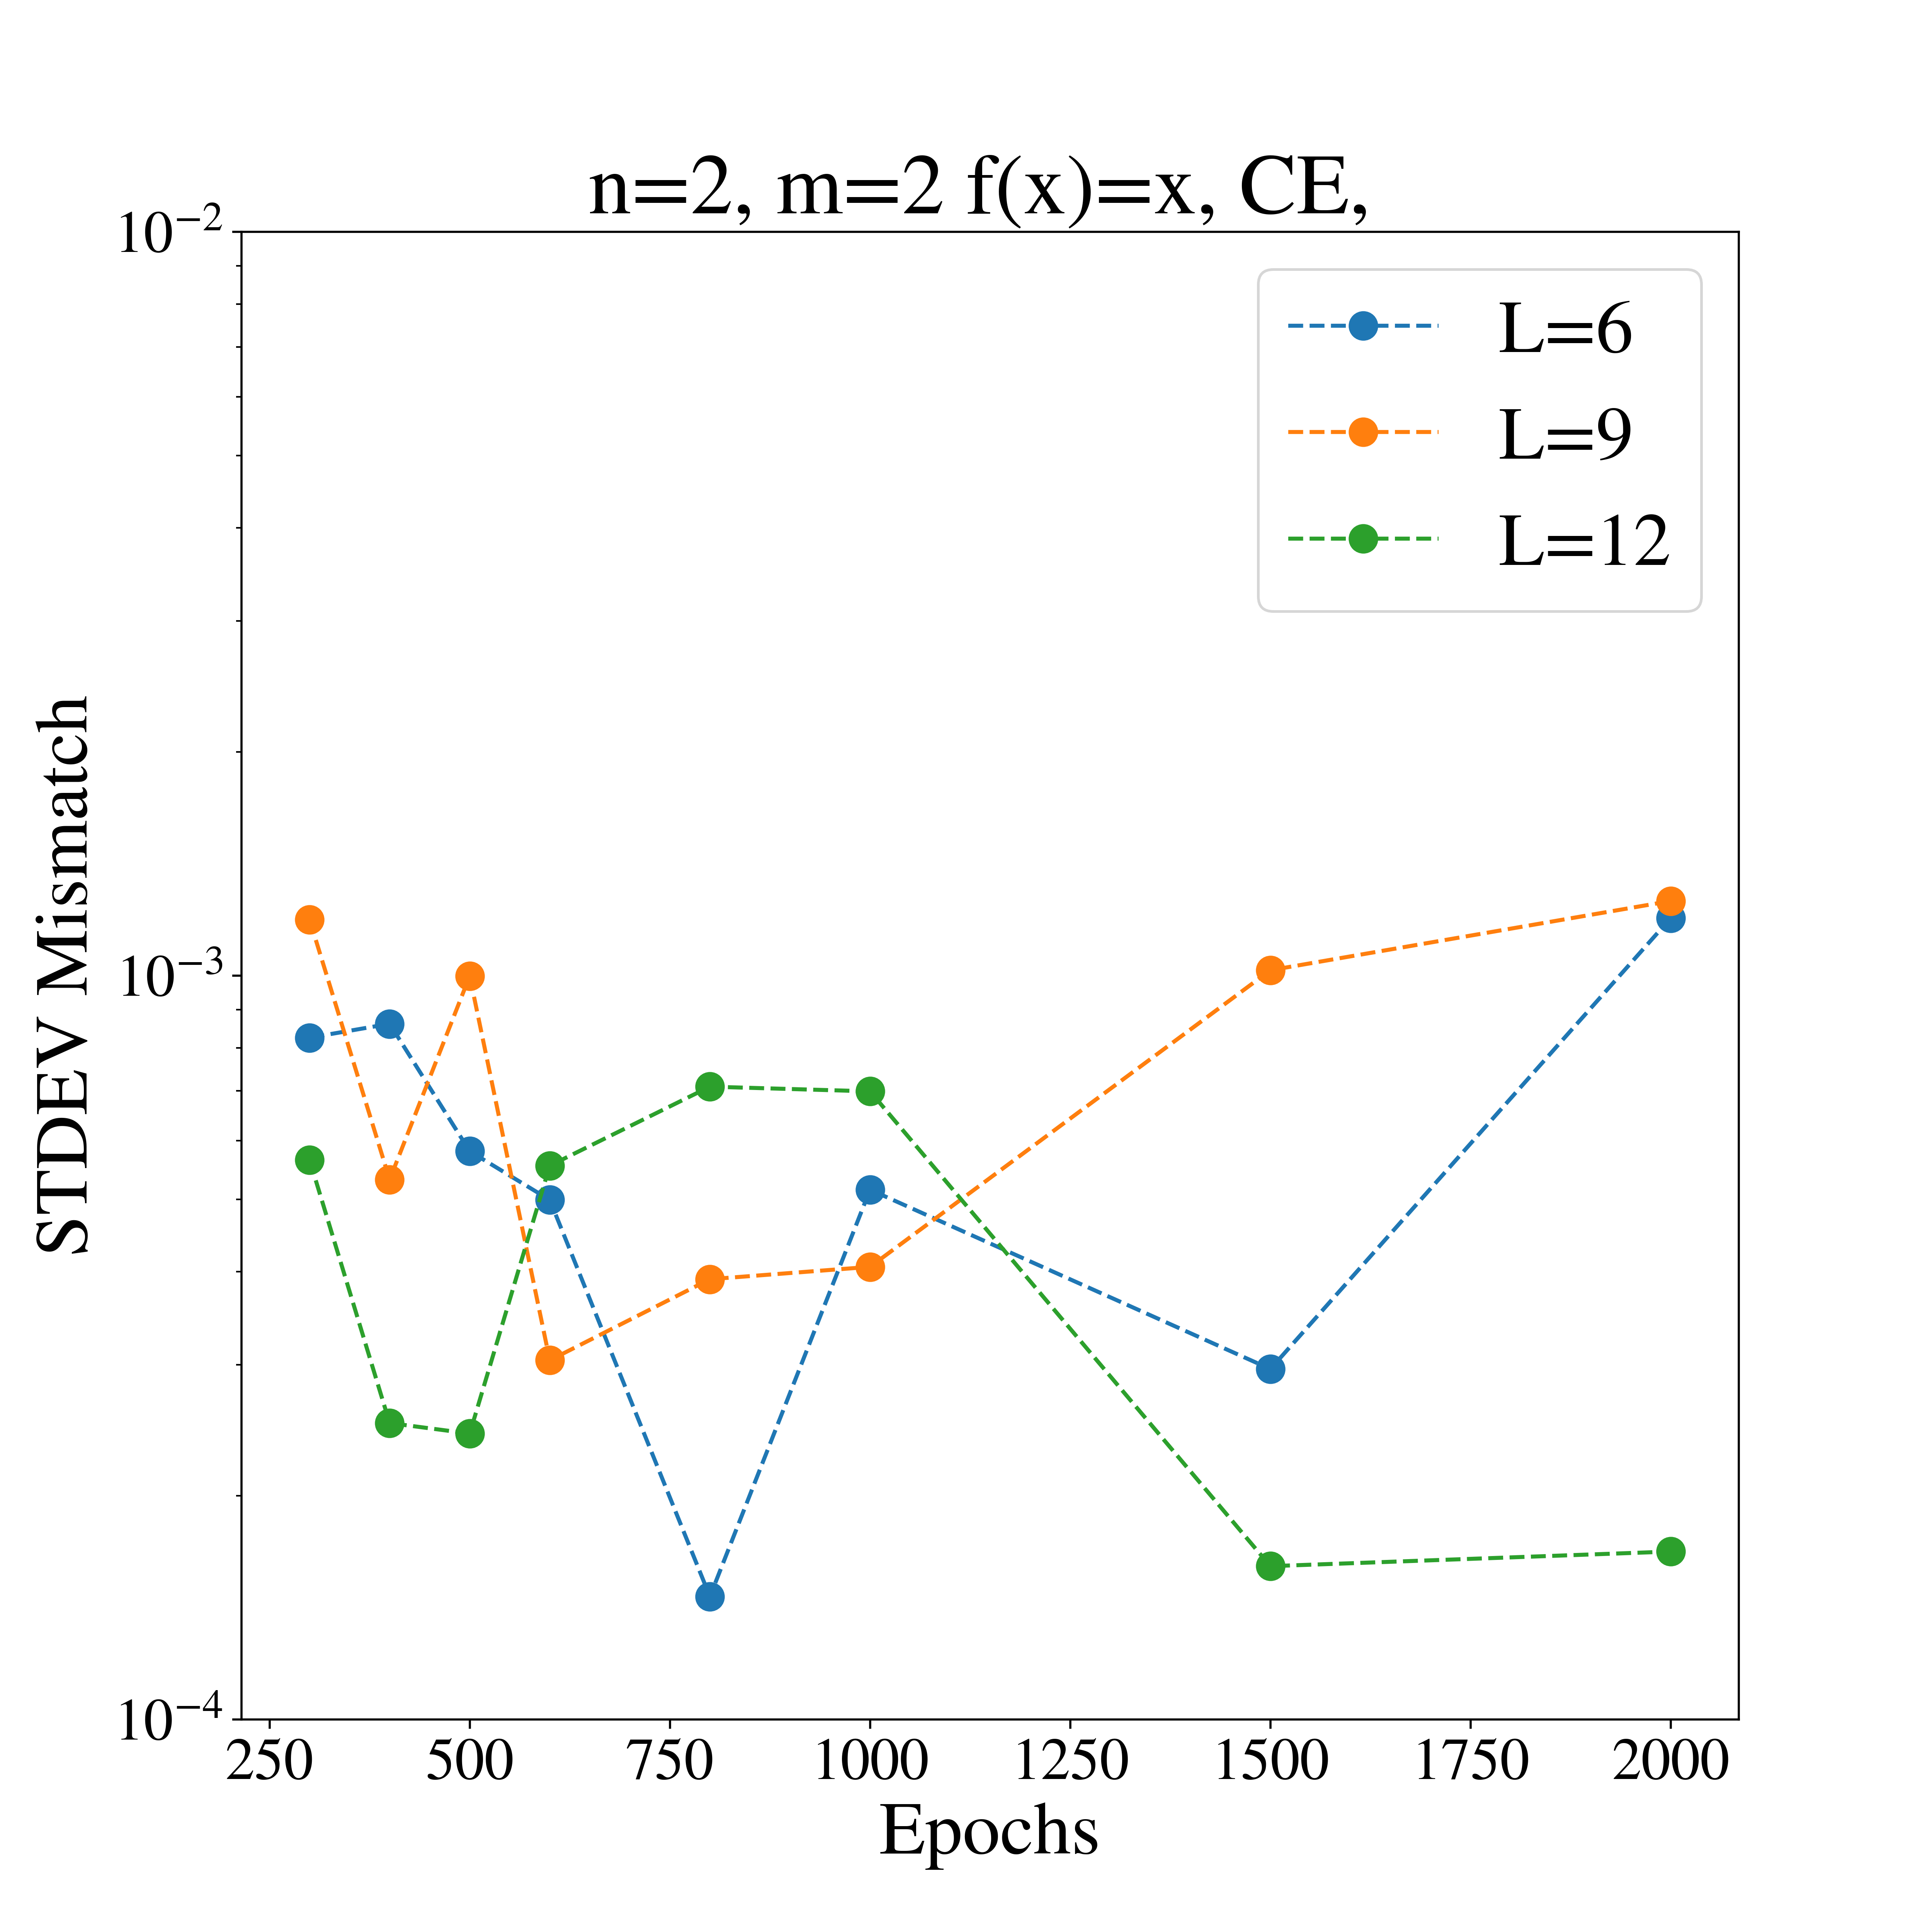 n=2, m=2 f(x)=x, CE,
10⁻²
L=6
L=9
L=12
STDEV Mismatch
10⁻³
10⁻⁴
250 500 750 1000 1250 1500 1750 2000
Epochs